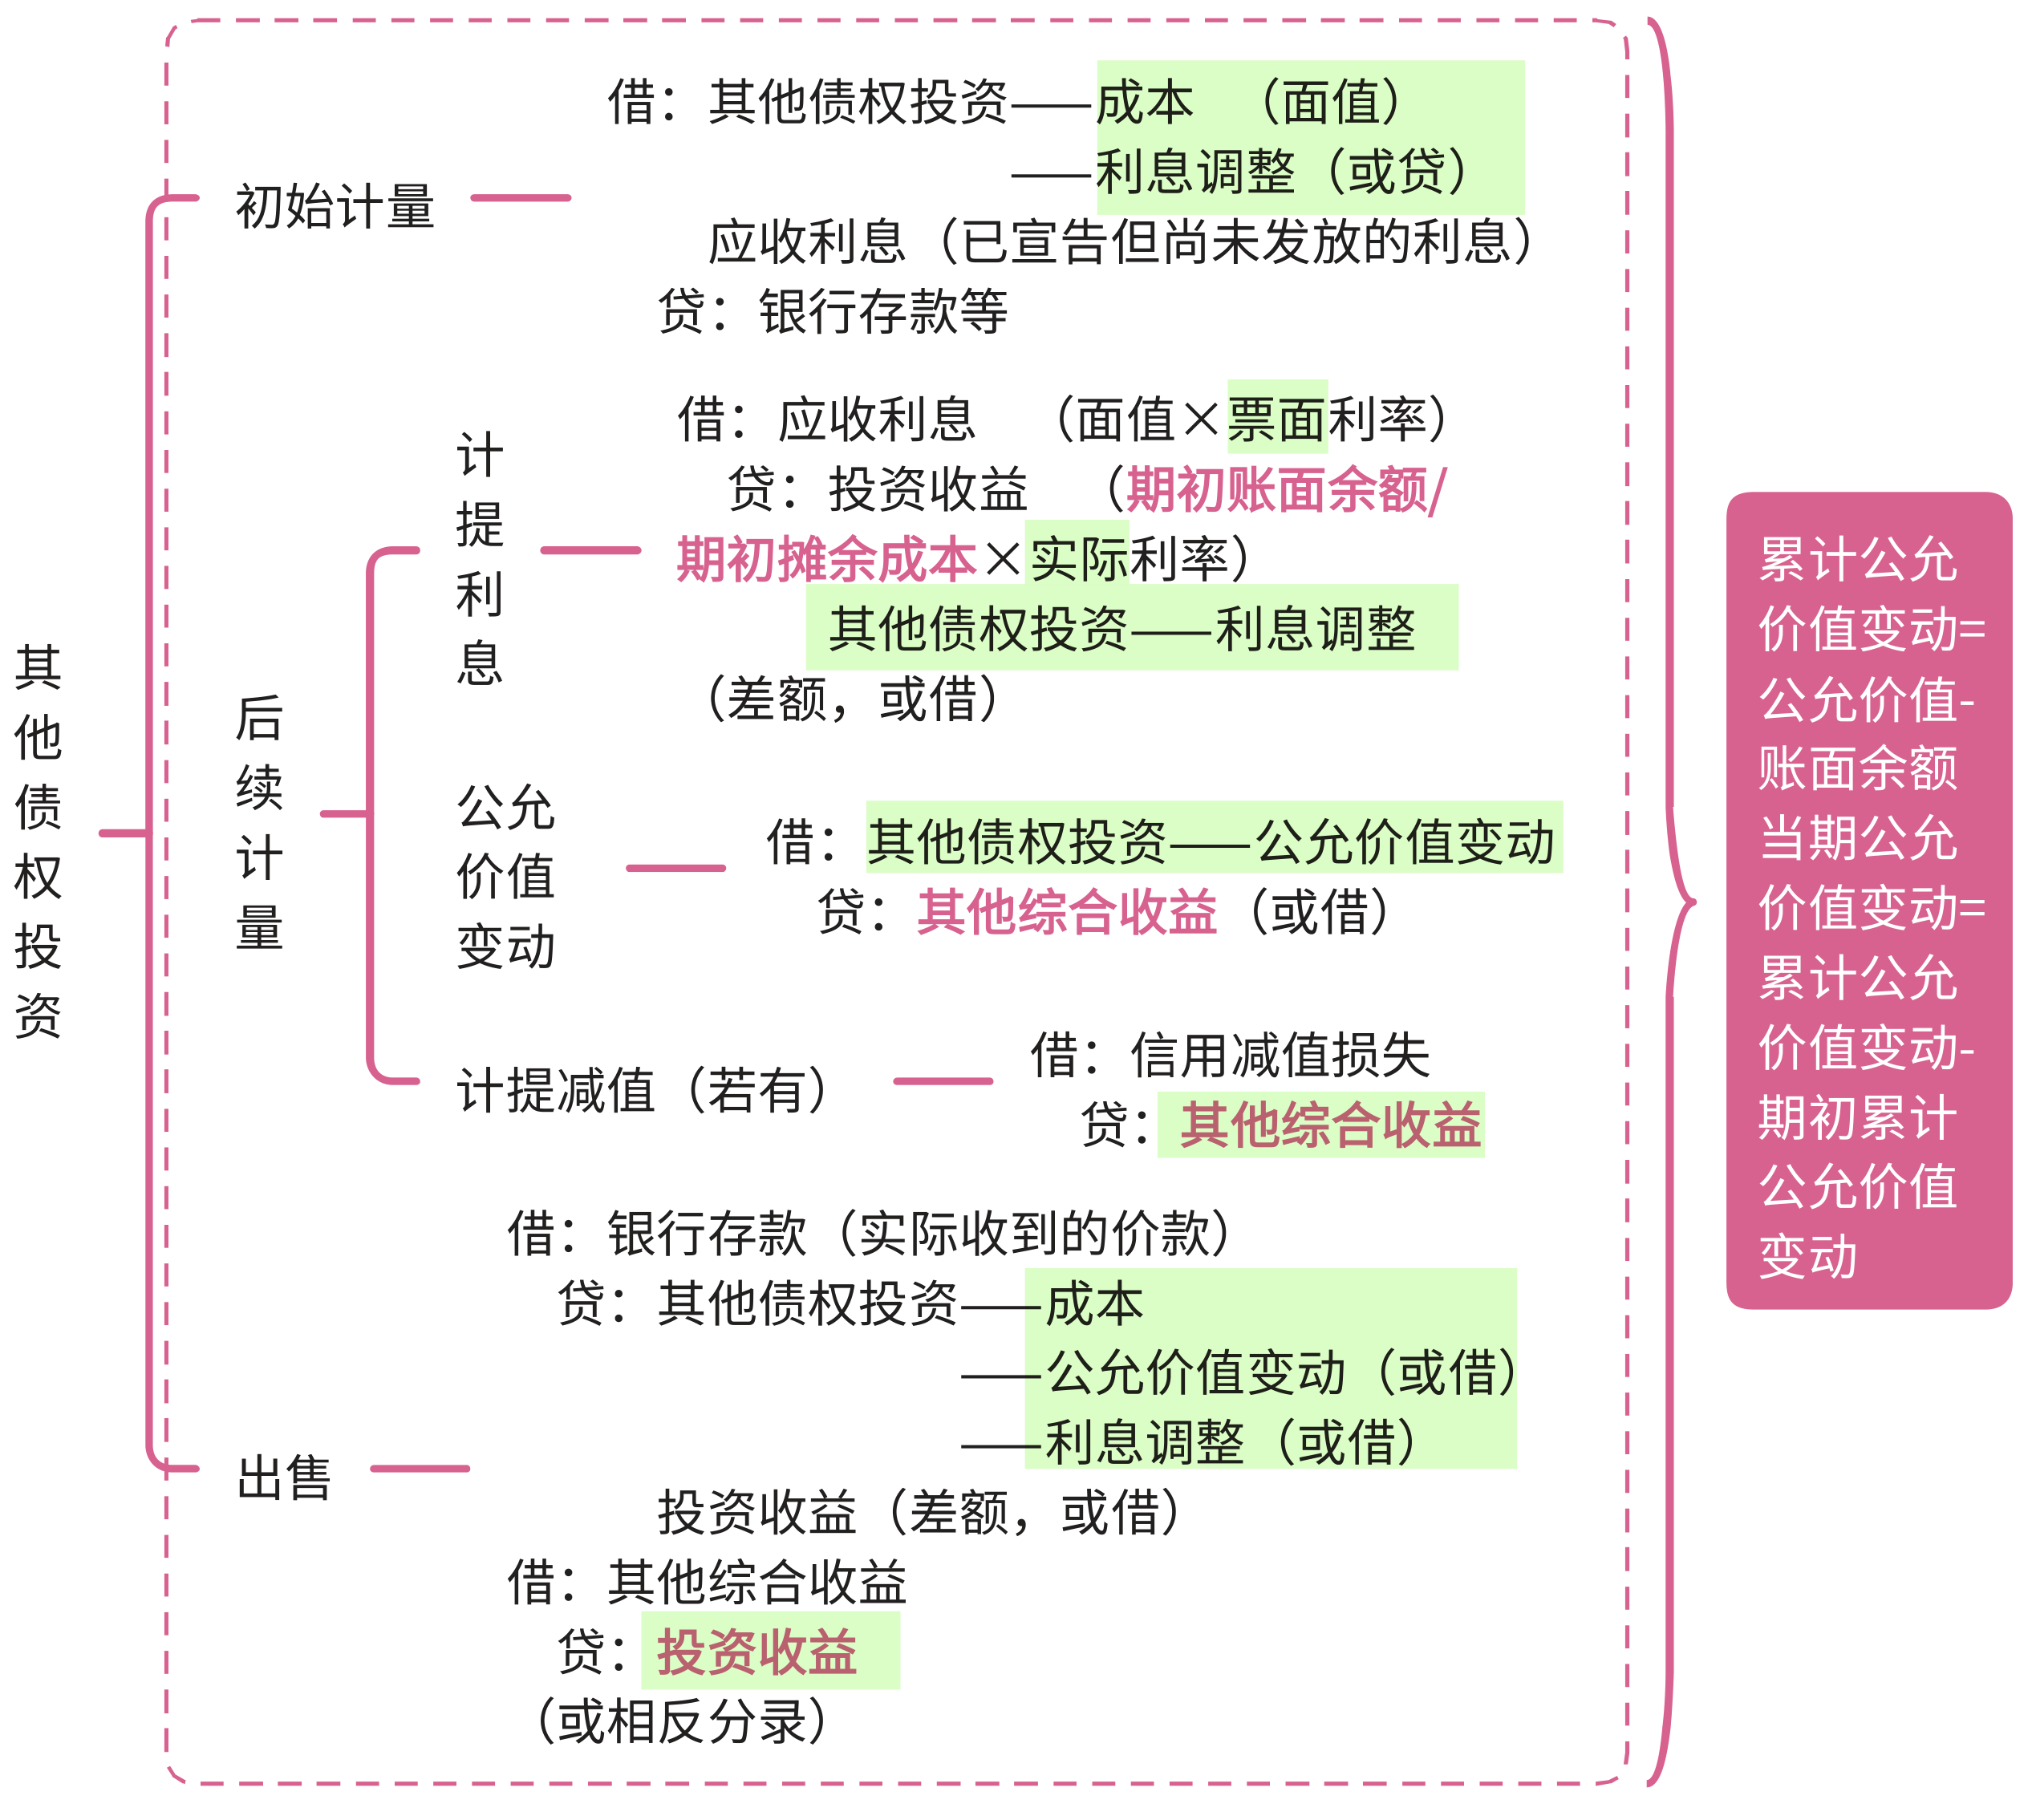 其他债权投资
初始计量
借：其他债权投资——成本 （面值）
——利息调整（或贷）
应收利息（已宣告但尚未发放的利息）
贷：银行存款等
后续计量
计提利息
借：应收利息 （面值×票面利率）
贷：投资收益 （期初账面余额/
期初摊余成本×实际利率）
其他债权投资——利息调整
（差额，或借）
公允
价值
变动
借：其他债权投资——公允价值变动
贷：其他综合收益（或借）
计提减值（若有）
借：信用减值损失
贷：其他综合收益
出售
借：银行存款（实际收到的价款）
贷：其他债权投资——成本
——公允价值变动（或借）
——利息调整（或借）
投资收益（差额，或借）
借：其他综合收益
贷：投资收益
（或相反分录）
累计公允
价值变动=
公允价值-
账面余额
当期公允
价值变动=
累计公允
价值变动-
期初累计
公允价值
变动